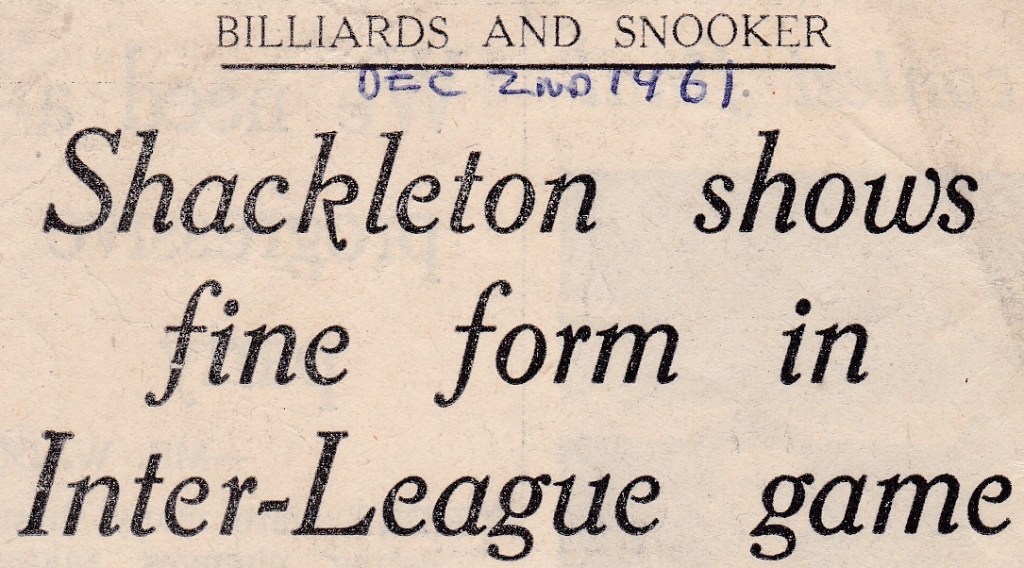 BILLIARDS AND SNOOKER
DEC 2ND 1961.
Shackleton shows
fine form in
Inter-League game